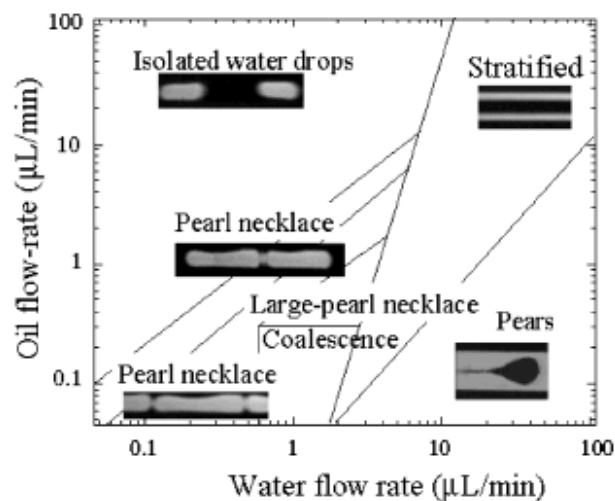 100
Isolated water drops
Stratified
10
Pearl necklace
1
Large-pearl necklace
Coalescence
Pears
Pearl necklace
0.1
0.1
1
10
100
Oil flow-rate (µL/min)
Water flow rate (µL/min)